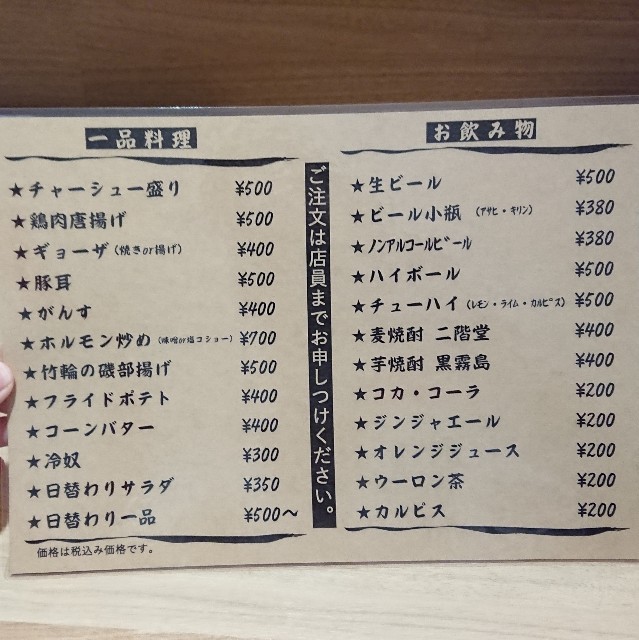 一品料理
★チャーシュー盛り ¥500
★鶏肉唐揚げ ¥500
★ギョーザ(焼きor揚げ) ¥400
★豚耳 ¥500
★がんす ¥400
★ホルモン炒め(味噌or塩コショー) ¥700
★竹輪の磯部揚げ ¥500
★フライドポテト ¥400
★コーンバター ¥400
★冷奴 ¥300
★日替わりサラダ ¥350
★日替わり一品 ¥500〜
価格は税込み価格です。
ご注文は店員までお申しつけください。
お飲み物
★生ビール ¥500
★ビール小瓶(アサヒ・キリン) ¥380
★ノンアルコールビール ¥380
★ハイボール ¥500
★チューハイ(レモン・ライム・カルピス) ¥500
★麦焼酎 二階堂 ¥400
★芋焼酎 黒霧島 ¥400
★コカ・コーラ ¥200
★ジンジャエール ¥200
★オレンジジュース ¥200
★ウーロン茶 ¥200
★カルピス ¥200